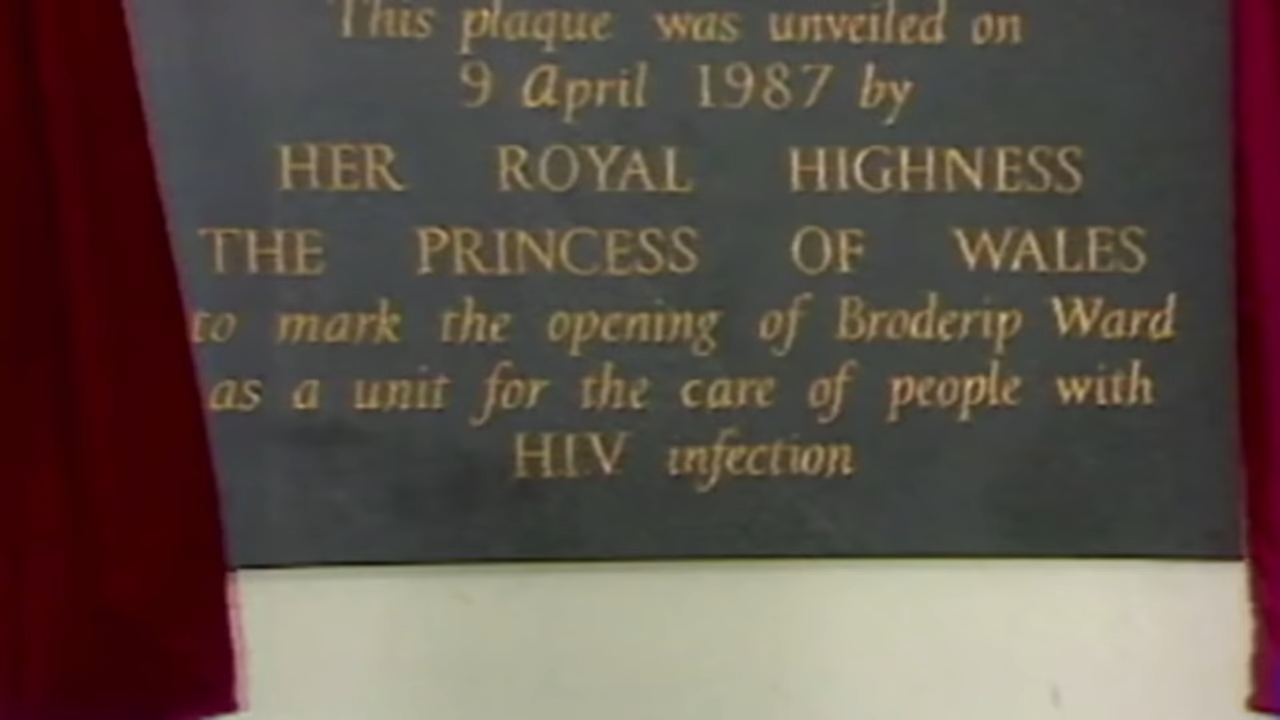 This plaque was unveiled on
9 April 1987 by
HER ROYAL HIGHNESS
THE PRINCESS OF WALES
to mark the opening of Broderip Ward
as a unit for the care of people with
HIV infection